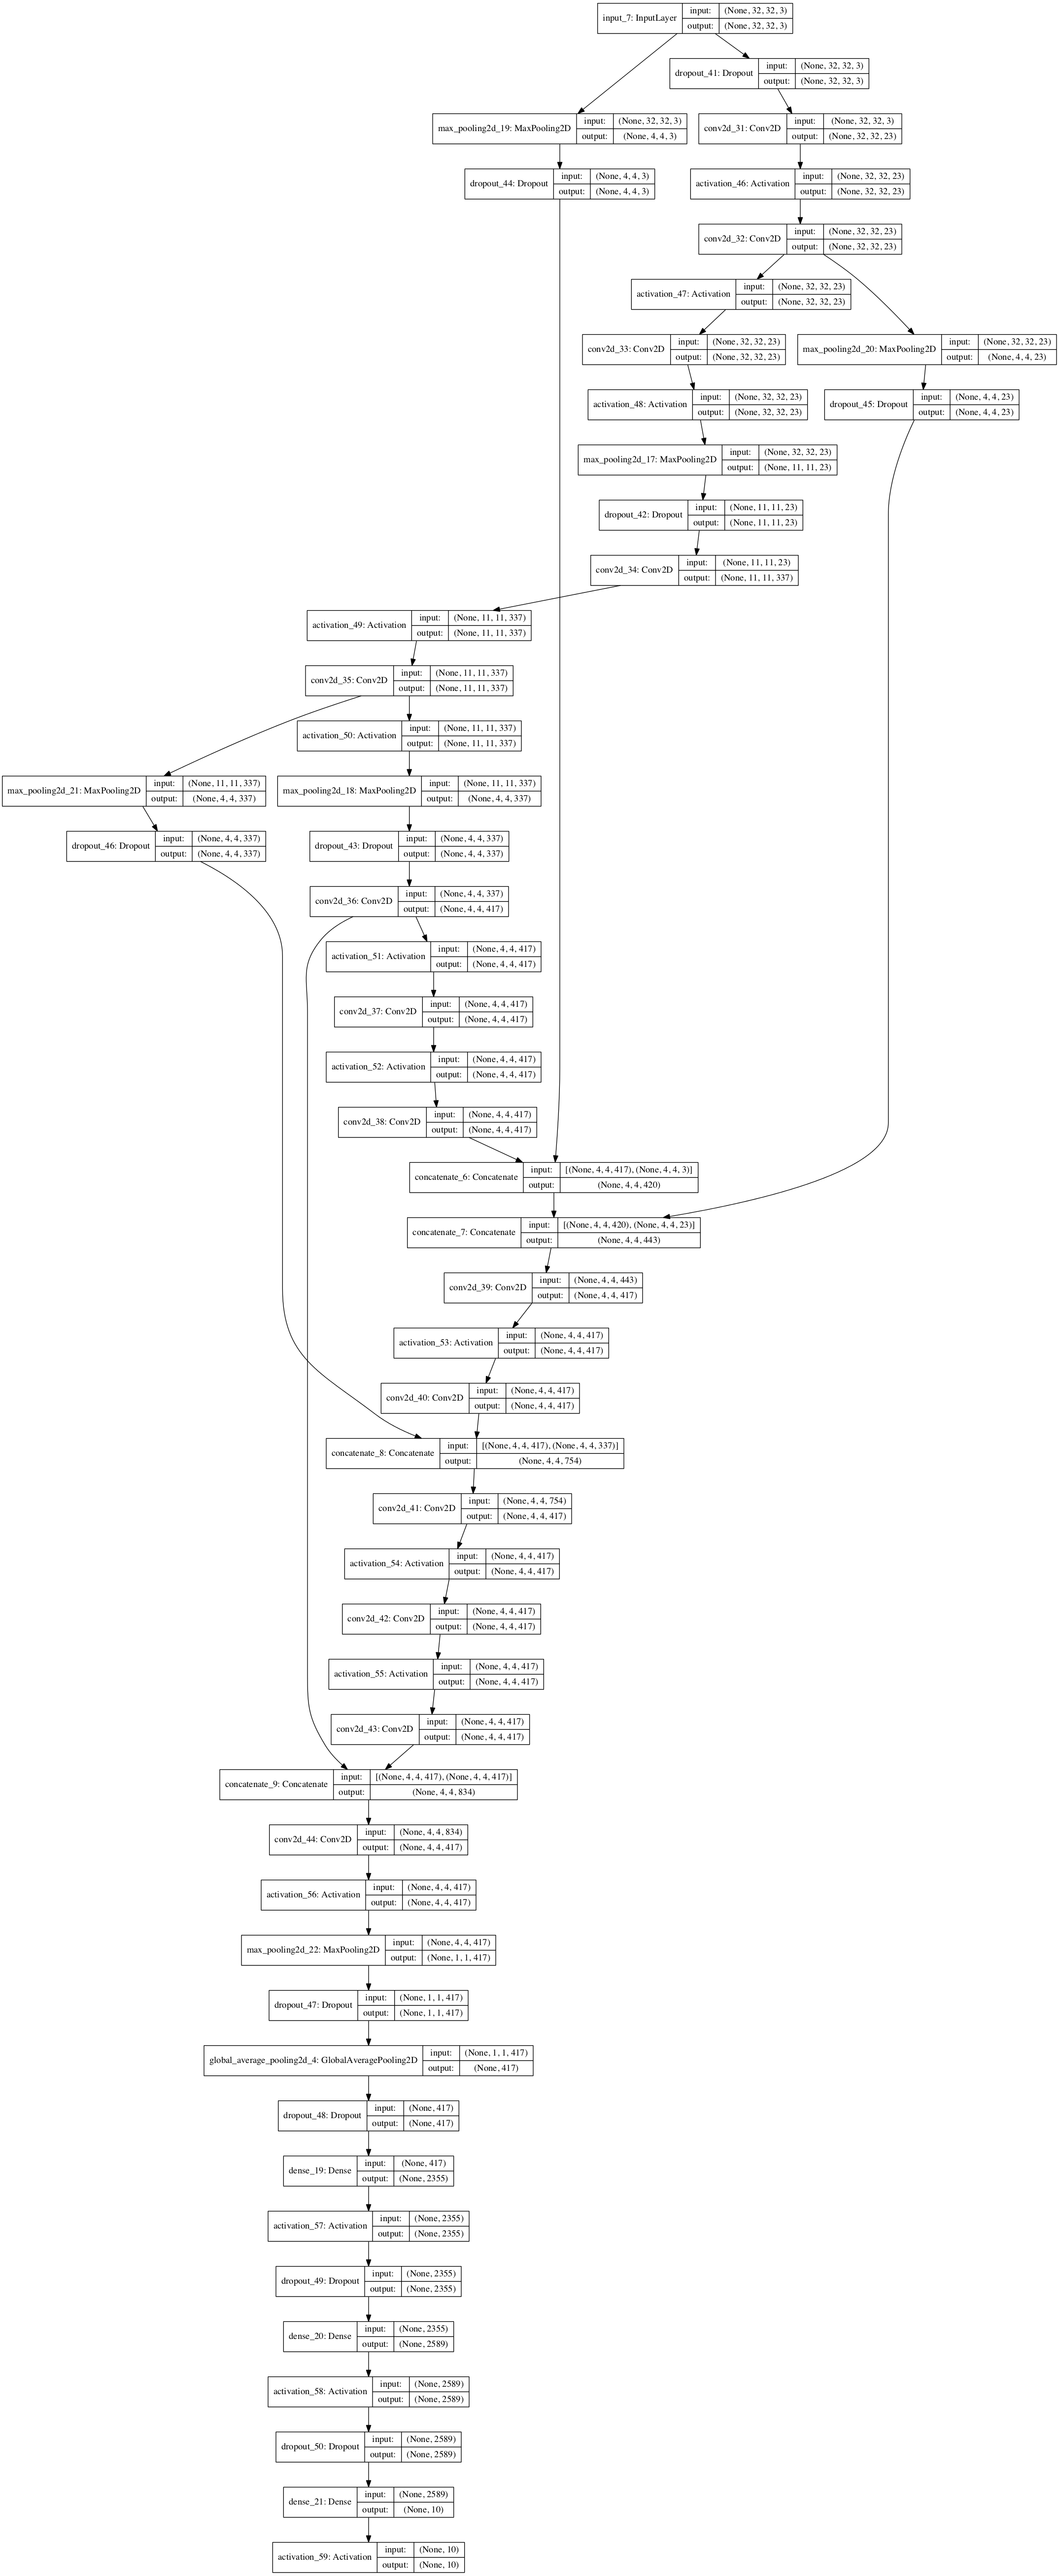 input_7: InputLayer
input: (None, 32, 32, 3)
output: (None, 32, 32, 3)
dropout_41: Dropout
input: (None, 32, 32, 3)
output: (None, 32, 32, 3)
max_pooling2d_19: MaxPooling2D
input: (None, 32, 32, 3)
output: (None, 4, 4, 3)
conv2d_31: Conv2D
input: (None, 32, 32, 3)
output: (None, 32, 32, 23)
dropout_44: Dropout
input: (None, 4, 4, 3)
output: (None, 4, 4, 3)
activation_46: Activation
input: (None, 32, 32, 23)
output: (None, 32, 32, 23)
conv2d_32: Conv2D
input: (None, 32, 32, 23)
output: (None, 32, 32, 23)
activation_47: Activation
input: (None, 32, 32, 23)
output: (None, 32, 32, 23)
conv2d_33: Conv2D
input: (None, 32, 32, 23)
output: (None, 32, 32, 23)
max_pooling2d_20: MaxPooling2D
input: (None, 32, 32, 23)
output: (None, 4, 4, 23)
activation_48: Activation
input: (None, 32, 32, 23)
output: (None, 32, 32, 23)
dropout_45: Dropout
input: (None, 4, 4, 23)
output: (None, 4, 4, 23)
max_pooling2d_17: MaxPooling2D
input: (None, 32, 32, 23)
output: (None, 11, 11, 23)
dropout_42: Dropout
input: (None, 11, 11, 23)
output: (None, 11, 11, 23)
conv2d_34: Conv2D
input: (None, 11, 11, 23)
output: (None, 11, 11, 337)
activation_49: Activation
input: (None, 11, 11, 337)
output: (None, 11, 11, 337)
conv2d_35: Conv2D
input: (None, 11, 11, 337)
output: (None, 11, 11, 337)
activation_50: Activation
input: (None, 11, 11, 337)
output: (None, 11, 11, 337)
max_pooling2d_21: MaxPooling2D
input: (None, 11, 11, 337)
output: (None, 4, 4, 337)
max_pooling2d_18: MaxPooling2D
input: (None, 11, 11, 337)
output: (None, 4, 4, 337)
dropout_46: Dropout
input: (None, 4, 4, 337)
output: (None, 4, 4, 337)
dropout_43: Dropout
input: (None, 4, 4, 337)
output: (None, 4, 4, 337)
conv2d_36: Conv2D
input: (None, 4, 4, 337)
output: (None, 4, 4, 417)
activation_51: Activation
input: (None, 4, 4, 417)
output: (None, 4, 4, 417)
conv2d_37: Conv2D
input: (None, 4, 4, 417)
output: (None, 4, 4, 417)
activation_52: Activation
input: (None, 4, 4, 417)
output: (None, 4, 4, 417)
conv2d_38: Conv2D
input: (None, 4, 4, 417)
output: (None, 4, 4, 417)
concatenate_6: Concatenate
input: [(None, 4, 4, 417), (None, 4, 4, 3)]
output: (None, 4, 4, 420)
concatenate_7: Concatenate
input: [(None, 4, 4, 420), (None, 4, 4, 23)]
output: (None, 4, 4, 443)
conv2d_39: Conv2D
input: (None, 4, 4, 443)
output: (None, 4, 4, 417)
activation_53: Activation
input: (None, 4, 4, 417)
output: (None, 4, 4, 417)
conv2d_40: Conv2D
input: (None, 4, 4, 417)
output: (None, 4, 4, 417)
concatenate_8: Concatenate
input: [(None, 4, 4, 417), (None, 4, 4, 337)]
output: (None, 4, 4, 754)
conv2d_41: Conv2D
input: (None, 4, 4, 754)
output: (None, 4, 4, 417)
activation_54: Activation
input: (None, 4, 4, 417)
output: (None, 4, 4, 417)
conv2d_42: Conv2D
input: (None, 4, 4, 417)
output: (None, 4, 4, 417)
activation_55: Activation
input: (None, 4, 4, 417)
output: (None, 4, 4, 417)
conv2d_43: Conv2D
input: (None, 4, 4, 417)
output: (None, 4, 4, 417)
concatenate_9: Concatenate
input: [(None, 4, 4, 417), (None, 4, 4, 417)]
output: (None, 4, 4, 834)
conv2d_44: Conv2D
input: (None, 4, 4, 834)
output: (None, 4, 4, 417)
activation_56: Activation
input: (None, 4, 4, 417)
output: (None, 4, 4, 417)
max_pooling2d_22: MaxPooling2D
input: (None, 4, 4, 417)
output: (None, 1, 1, 417)
dropout_47: Dropout
input: (None, 1, 1, 417)
output: (None, 1, 1, 417)
global_average_pooling2d_4: GlobalAveragePooling2D
input: (None, 1, 1, 417)
output: (None, 417)
dropout_48: Dropout
input: (None, 417)
output: (None, 417)
dense_19: Dense
input: (None, 417)
output: (None, 2355)
activation_57: Activation
input: (None, 2355)
output: (None, 2355)
dropout_49: Dropout
input: (None, 2355)
output: (None, 2355)
dense_20: Dense
input: (None, 2355)
output: (None, 2589)
activation_58: Activation
input: (None, 2589)
output: (None, 2589)
dropout_50: Dropout
input: (None, 2589)
output: (None, 2589)
dense_21: Dense
input: (None, 2589)
output: (None, 10)
activation_59: Activation
input: (None, 10)
output: (None, 10)